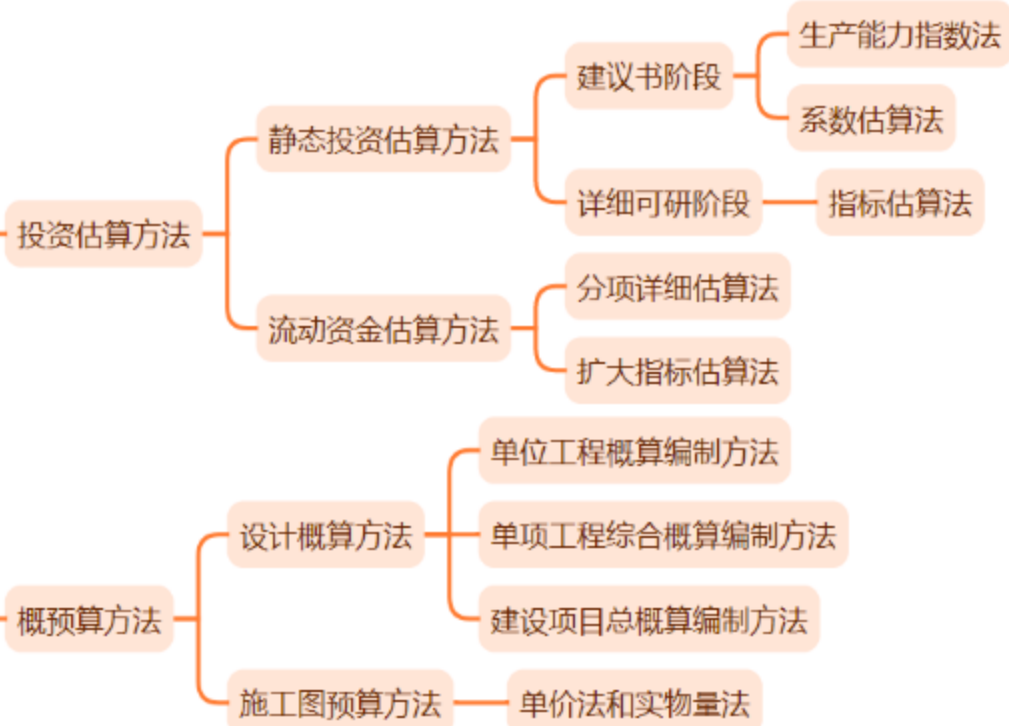 投资估算方法
静态投资估算方法
建议书阶段
生产能力指数法
系数估算法
详细可研阶段
指标估算法
流动资金估算方法
分项详细估算法
扩大指标估算法
概预算方法
设计概算方法
单位工程概算编制方法
单项工程综合概算编制方法
建设项目总概算编制方法
施工图预算方法
单价法和实物量法